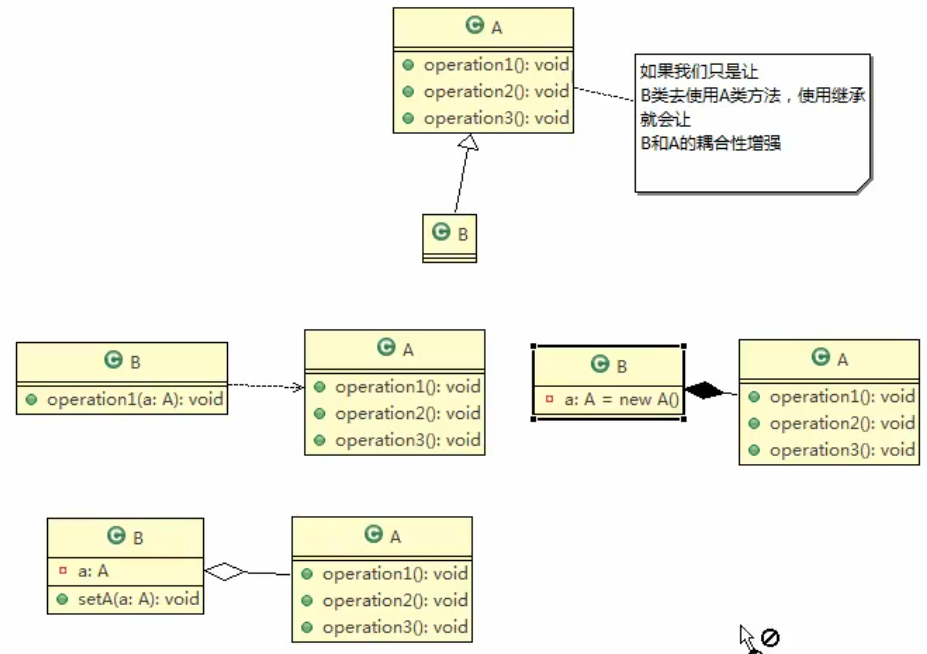 C A
operation1(): void
operation2(): void
operation3(): void
如果我们只是让
B类去使用A类方法，使用继承
就会让
B和A的耦合性增强
C B
C B
operation1(a: A): void
C A
operation1(): void
operation2(): void
operation3(): void
C B
a: A = new A()
C A
operation1(): void
operation2(): void
operation3(): void
C B
a: A
setA(a: A): void
C A
operation1(): void
operation2(): void
operation3(): void